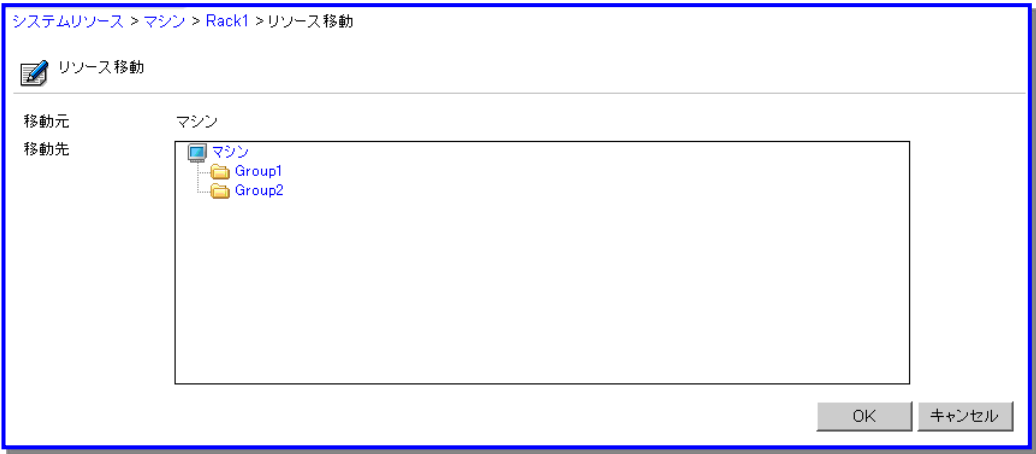 システムリソース > マシン > Rack1 >リソース移動
リソース移動
移動元 マシン
移動先
マシン
Group1
Group2
OK キャンセル